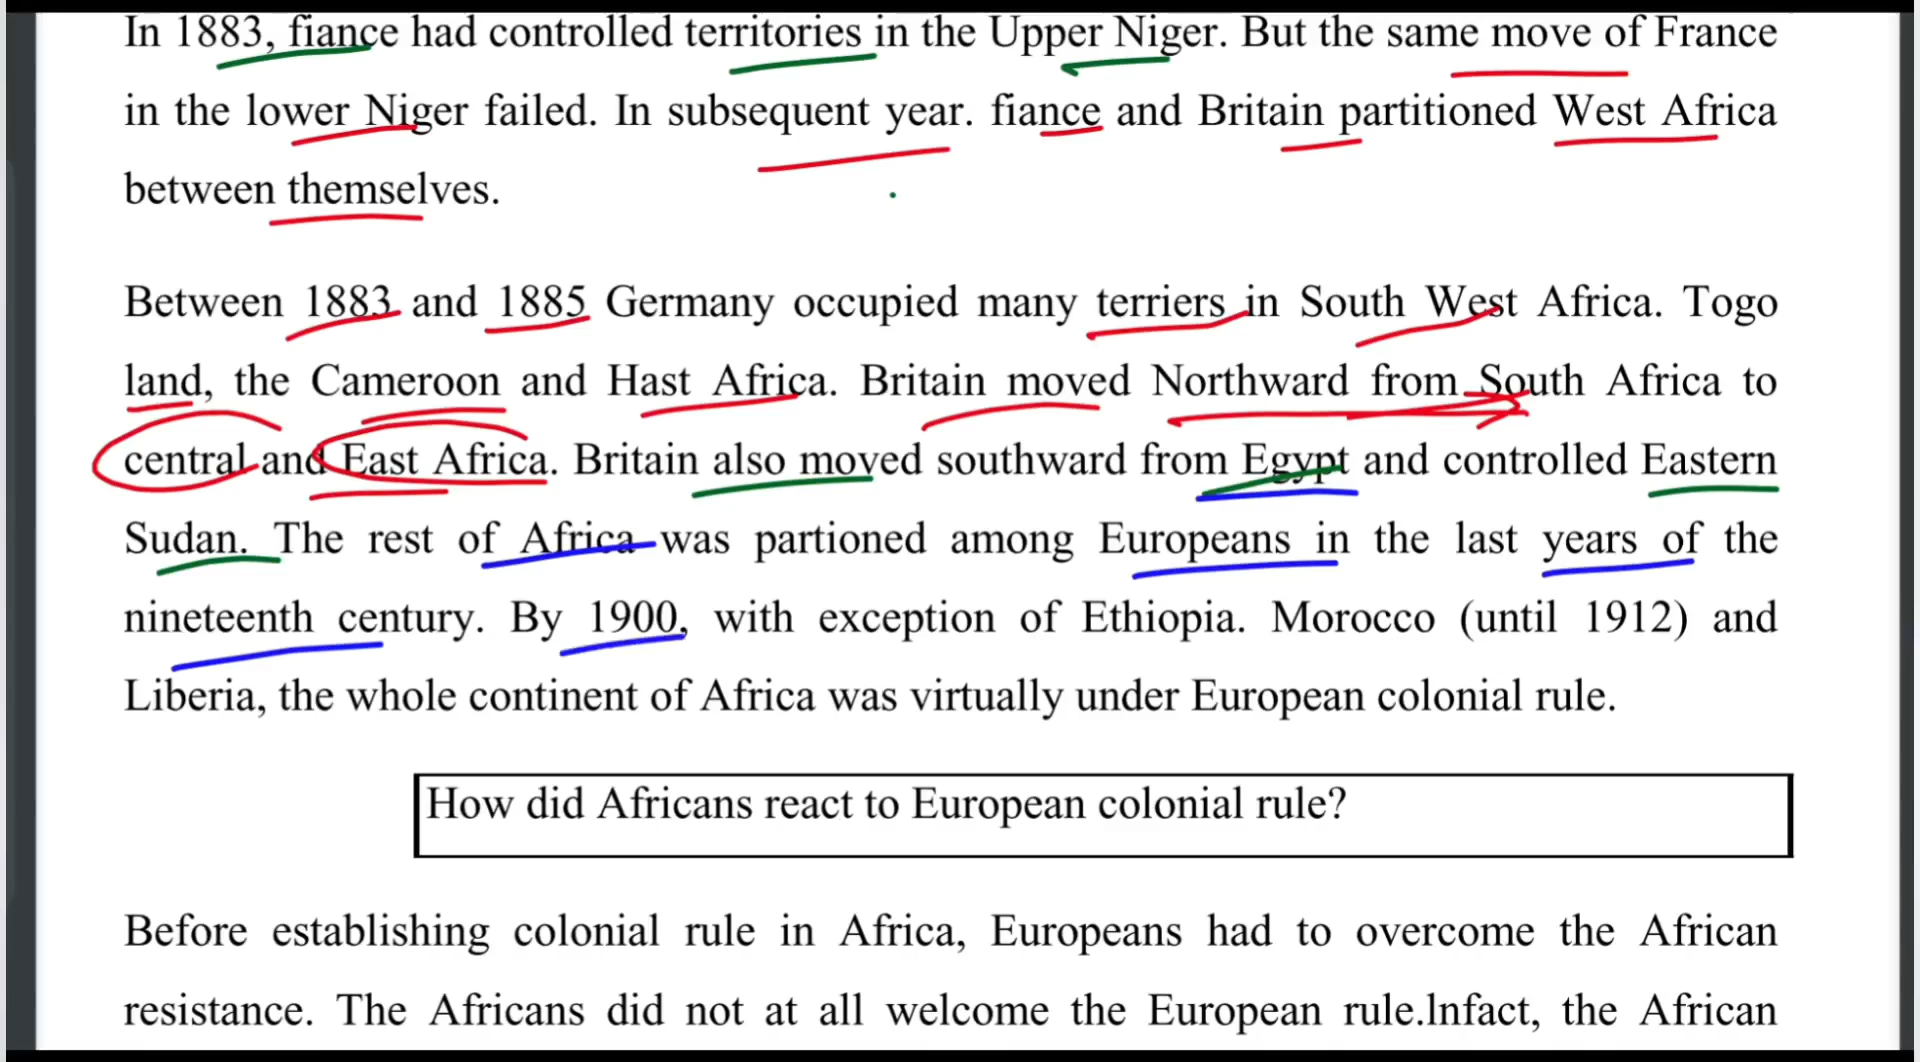 In 1883, fiance had controlled territories in the Upper Niger. But the same move of France
in the lower Niger failed. In subsequent year. fiance and Britain partitioned West Africa
between themselves.
Between 1883 and 1885 Germany occupied many terriers in South West Africa. Togo
land, the Cameroon and Hast Africa. Britain moved Northward from South Africa to
central and East Africa. Britain also moved southward from Egypt and controlled Eastern
Sudan. The rest of Africa was partioned among Europeans in the last years of the
nineteenth century. By 1900, with exception of Ethiopia. Morocco (until 1912) and
Liberia, the whole continent of Africa was virtually under European colonial rule.
How did Africans react to European colonial rule?
Before establishing colonial rule in Africa, Europeans had to overcome the African
resistance. The Africans did not at all welcome the European rule.lnfact, the African